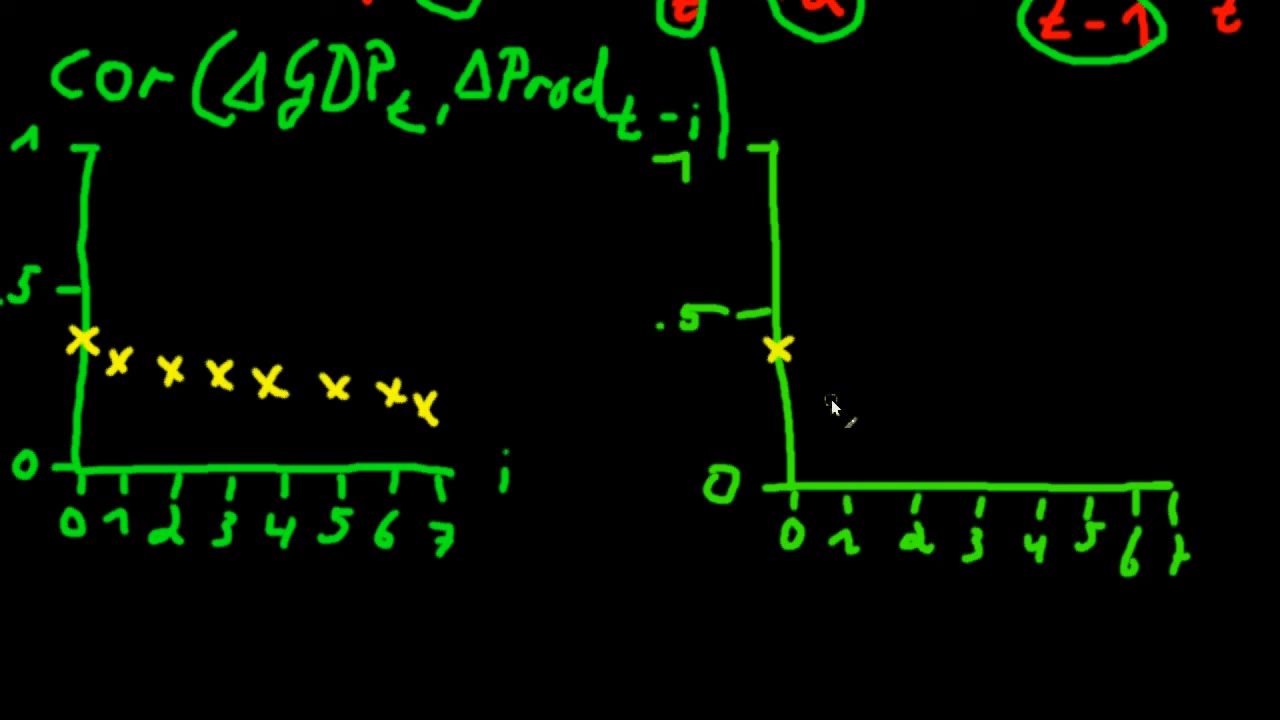 t 2 t-1 t
Cor(ΔGDP_t, ΔProd_t-i)
1
1
.5
.5
0
i
0
0 1 2 3 4 5 6 7
0 1 2 3 4 5 6 7